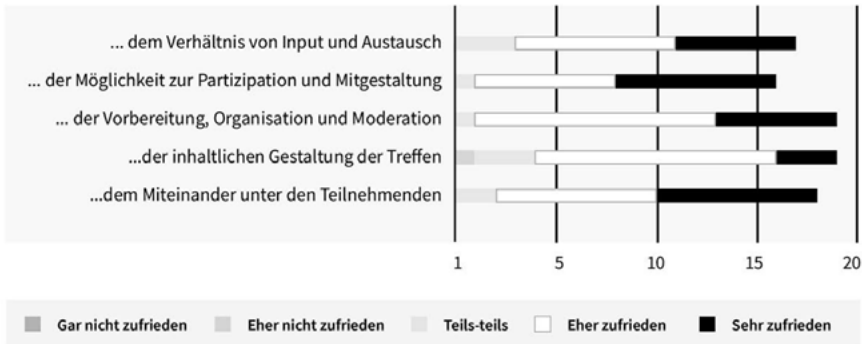 ... dem Verhältnis von Input und Austausch
... der Möglichkeit zur Partizipation und Mitgestaltung
... der Vorbereitung, Organisation und Moderation
...der inhaltlichen Gestaltung der Treffen
...dem Miteinander unter den Teilnehmenden
1 5 10 15 20
Gar nicht zufrieden Eher nicht zufrieden Teils-teils Eher zufrieden Sehr zufrieden